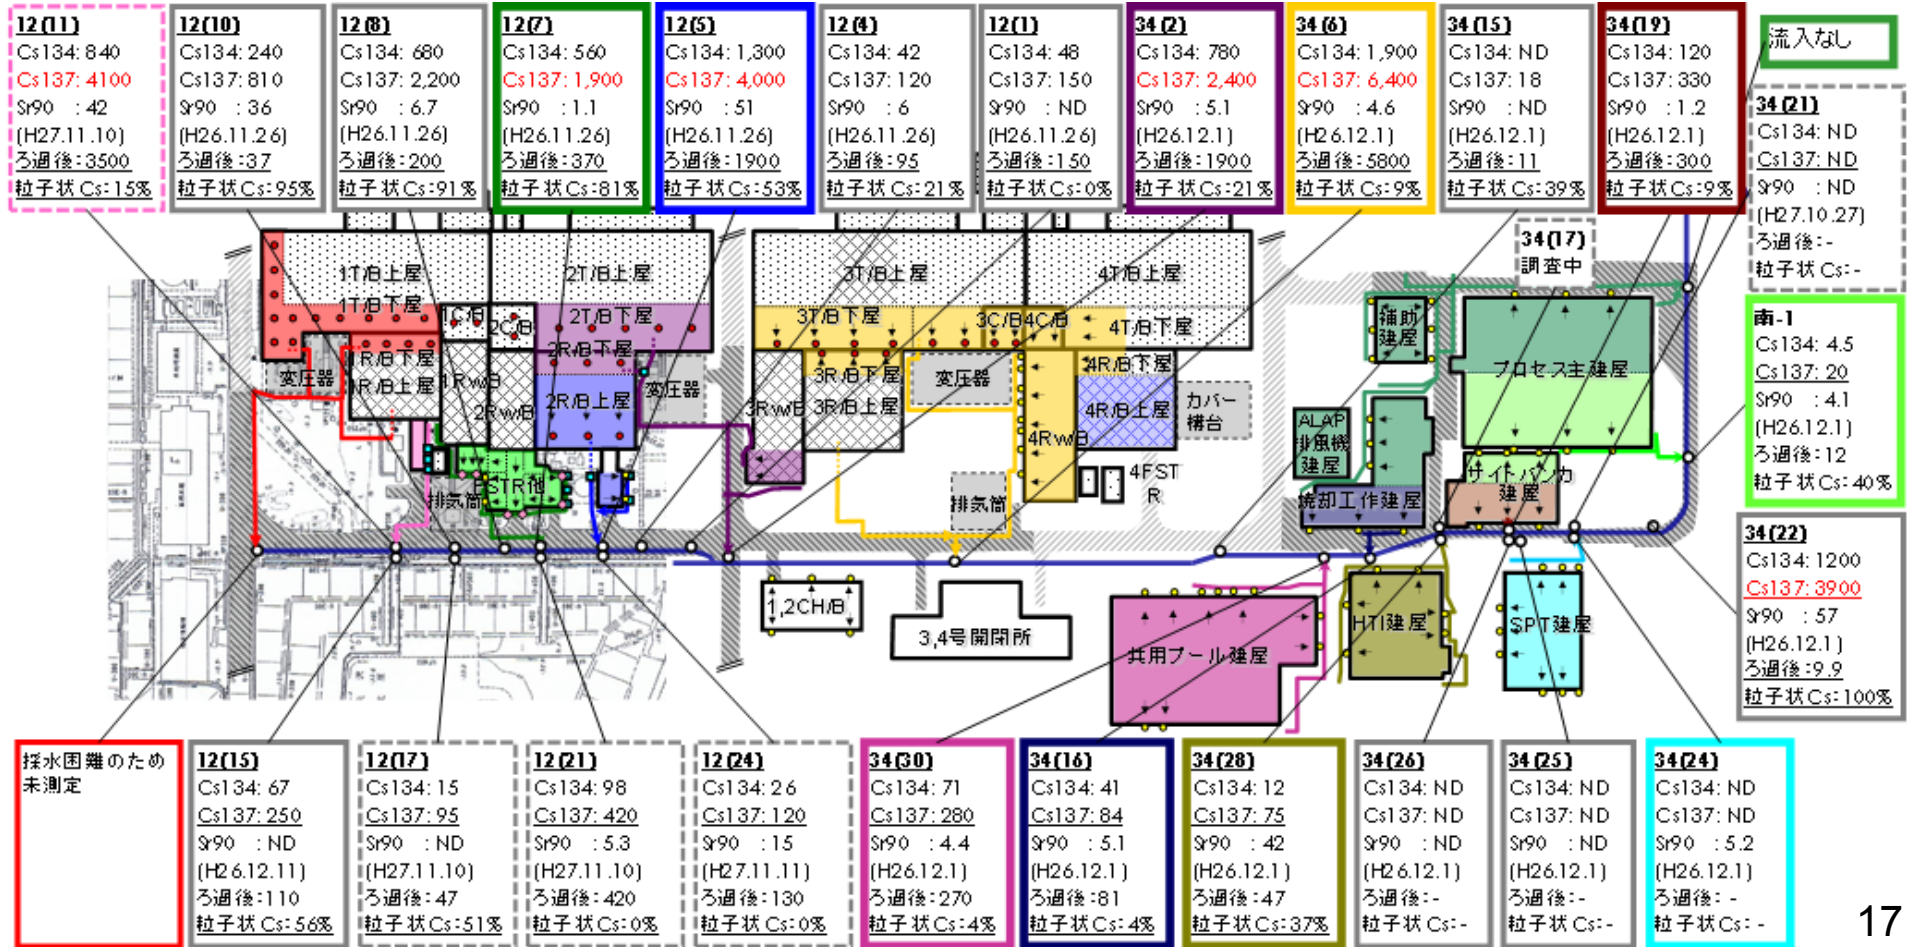 12(11)
Cs134: 840
Cs137: 4100
Sr90 : 42
(H27.11.10)
ろ過後:3500
粒子状Cs:15%
12(10)
Cs134: 240
Cs137: 810
Sr90 : 36
(H26.11.26)
ろ過後:37
粒子状Cs:95%
12(8)
Cs134: 680
Cs137: 2,200
Sr90 : 6.7
(H26.11.26)
ろ過後:200
粒子状Cs:91%
12(7)
Cs134: 560
Cs137: 1,900
Sr90 : 1.1
(H26.11.26)
ろ過後:370
粒子状Cs:81%
12(5)
Cs134: 1,300
Cs137: 4,000
Sr90 : 51
(H26.11.26)
ろ過後:1900
粒子状Cs:53%
12(4)
Cs134: 42
Cs137: 120
Sr90 : 6
(H26.11.26)
ろ過後:95
粒子状Cs:21%
12(1)
Cs134: 48
Cs137: 150
Sr90 : ND
(H26.11.26)
ろ過後:150
粒子状Cs:0%
34(2)
Cs134: 780
Cs137: 2,400
Sr90 : 5.1
(H26.12.1)
ろ過後:1900
粒子状Cs:21%
34(6)
Cs134: 1,900
Cs137: 6,400
Sr90 : 4.6
(H26.12.1)
ろ過後:5800
粒子状Cs:9%
34(15)
Cs134: ND
Cs137: 18
Sr90 : ND
(H26.12.1)
ろ過後:11
粒子状Cs:39%
34(19)
Cs134: 120
Cs137: 330
Sr90 : 1.2
(H26.12.1)
ろ過後:300
粒子状Cs:9%
流入なし
34(21)
Cs134: ND
Cs137: ND
Sr90 : ND
(H27.10.27)
ろ過後:-
粒子状Cs:-
34(17)
調査中
南-1
Cs134: 4.5
Cs137: 20
Sr90 : 4.1
(H26.12.1)
ろ過後:12
粒子状Cs:40%
34(22)
Cs134: 1200
Cs137: 3900
Sr90 : 57
(H26.12.1)
ろ過後:9.9
粒子状Cs:100%
1T/B上屋
2T/B上屋
3T/B上屋
4T/B上屋
1T/B下屋
1C/B
2C/B
2T/B下屋
3T/B下屋
3C/B
4C/B
4T/B下屋
変圧器
1R/B下屋
1R/B上屋
1Rw/B
2Rw/B
2R/B下屋
2R/B上屋
変圧器
3Rw/B
3R/B下屋
3R/B上屋
変圧器
4Rw/B
4R/B下屋
4R/B上屋
カバー
構台
補助
建屋
プロセス主建屋
ALAP
排風機
建屋
焼却工作建屋
サイトバンカ
建屋
排気筒
FSTR他
排気筒
4FST
R
1,2CH/B
3,4号開閉所
共用プール建屋
HTI建屋
SPT建屋
採水困難のため
未測定
12(15)
Cs134: 67
Cs137: 250
Sr90 : ND
(H26.12.11)
ろ過後:110
粒子状Cs:56%
12(17)
Cs134: 15
Cs137: 95
Sr90 : ND
(H27.11.10)
ろ過後:47
粒子状Cs:51%
12(21)
Cs134: 98
Cs137: 420
Sr90 : 5.3
(H27.11.10)
ろ過後:420
粒子状Cs:0%
12(24)
Cs134: 26
Cs137: 120
Sr90 : 15
(H27.11.11)
ろ過後:130
粒子状Cs:0%
34(30)
Cs134: 71
Cs137: 280
Sr90 : 4.4
(H26.12.1)
ろ過後:270
粒子状Cs:4%
34(16)
Cs134: 41
Cs137: 84
Sr90 : 5.1
(H26.12.1)
ろ過後:81
粒子状Cs:4%
34(28)
Cs134: 12
Cs137: 75
Sr90 : 42
(H26.12.1)
ろ過後:47
粒子状Cs:37%
34(26)
Cs134: ND
Cs137: ND
Sr90 : ND
(H26.12.1)
ろ過後:-
粒子状Cs:-
34(25)
Cs134: ND
Cs137: ND
Sr90 : ND
(H26.12.1)
ろ過後:-
粒子状Cs:-
34(24)
Cs134: ND
Cs137: ND
Sr90 : 5.2
(H26.12.1)
ろ過後: -
粒子状Cs: -
17